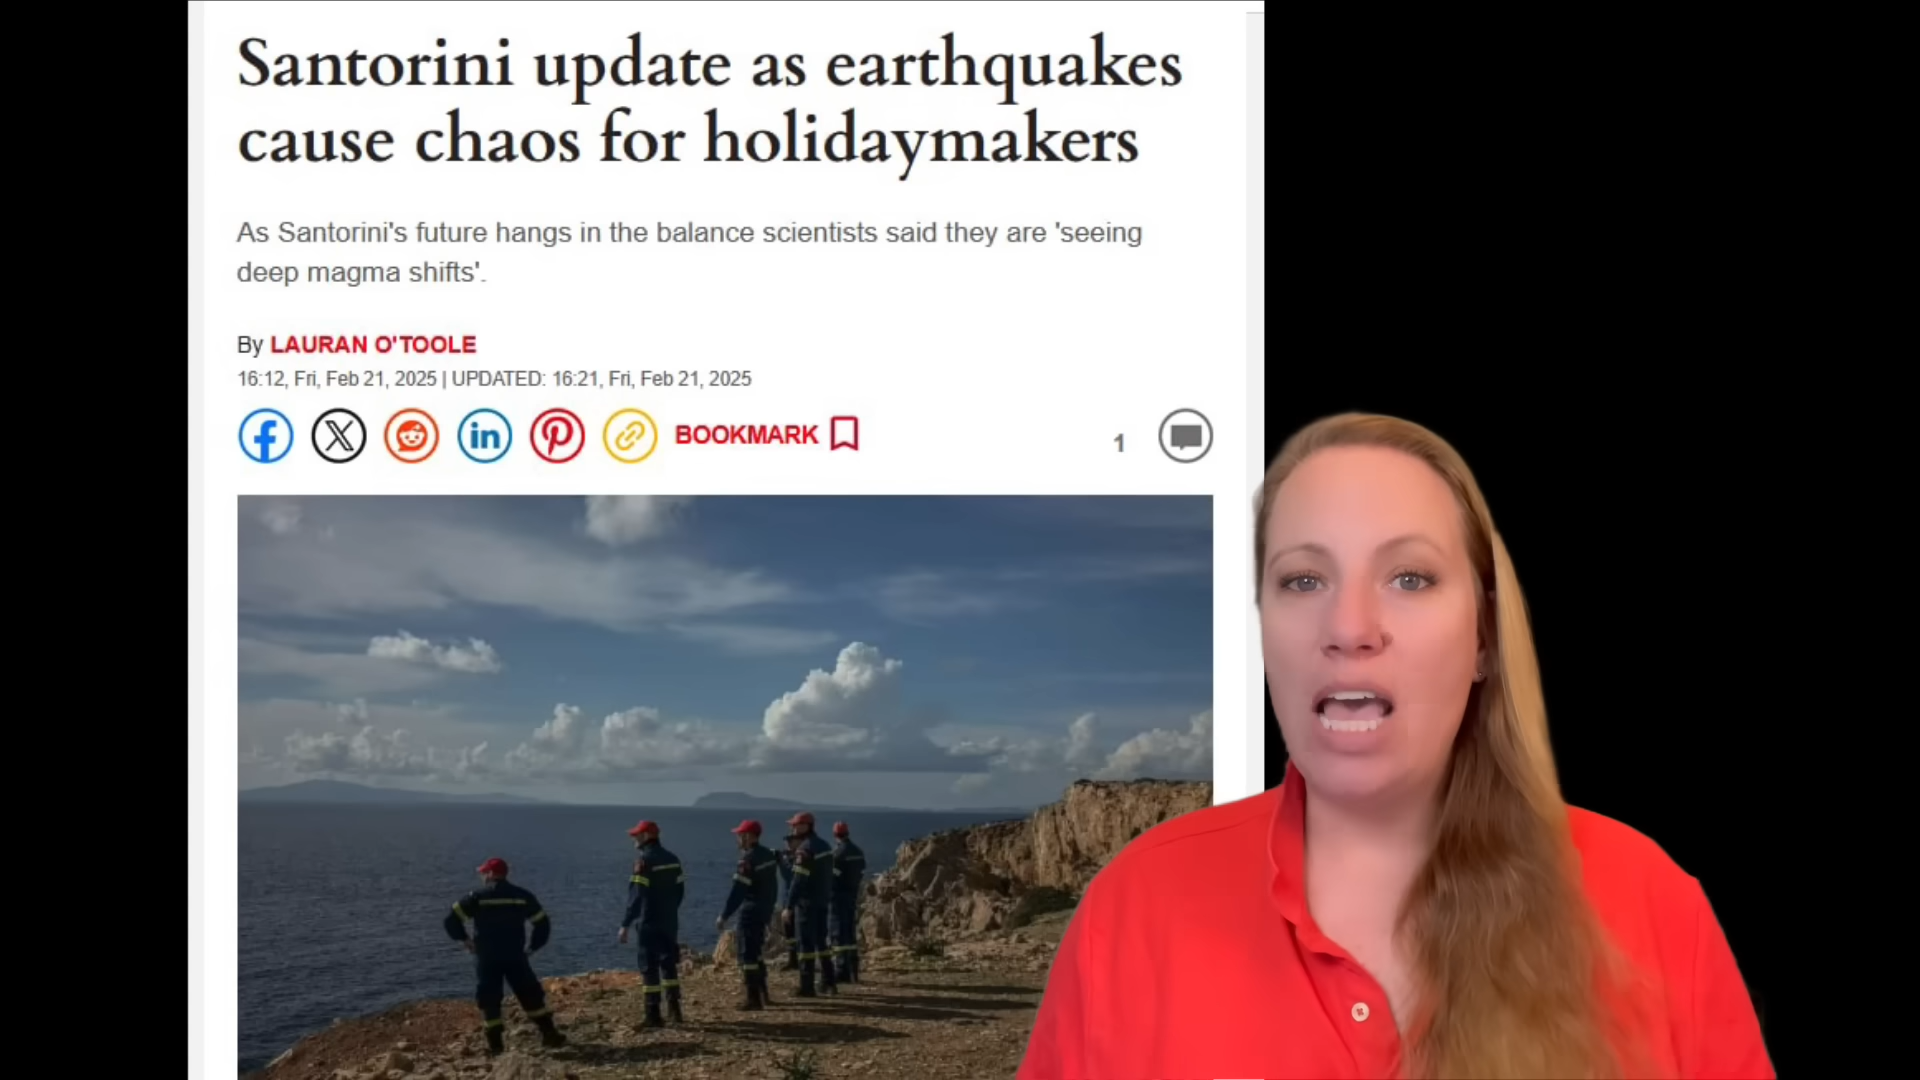 Santorini update as earthquakes
cause chaos for holidaymakers
As Santorini's future hangs in the balance scientists said they are 'seeing
deep magma shifts'.
By LAURAN O'TOOLE
16:12, Fri, Feb 21, 2025 | UPDATED: 16:21, Fri, Feb 21, 2025
BOOKMARK
1